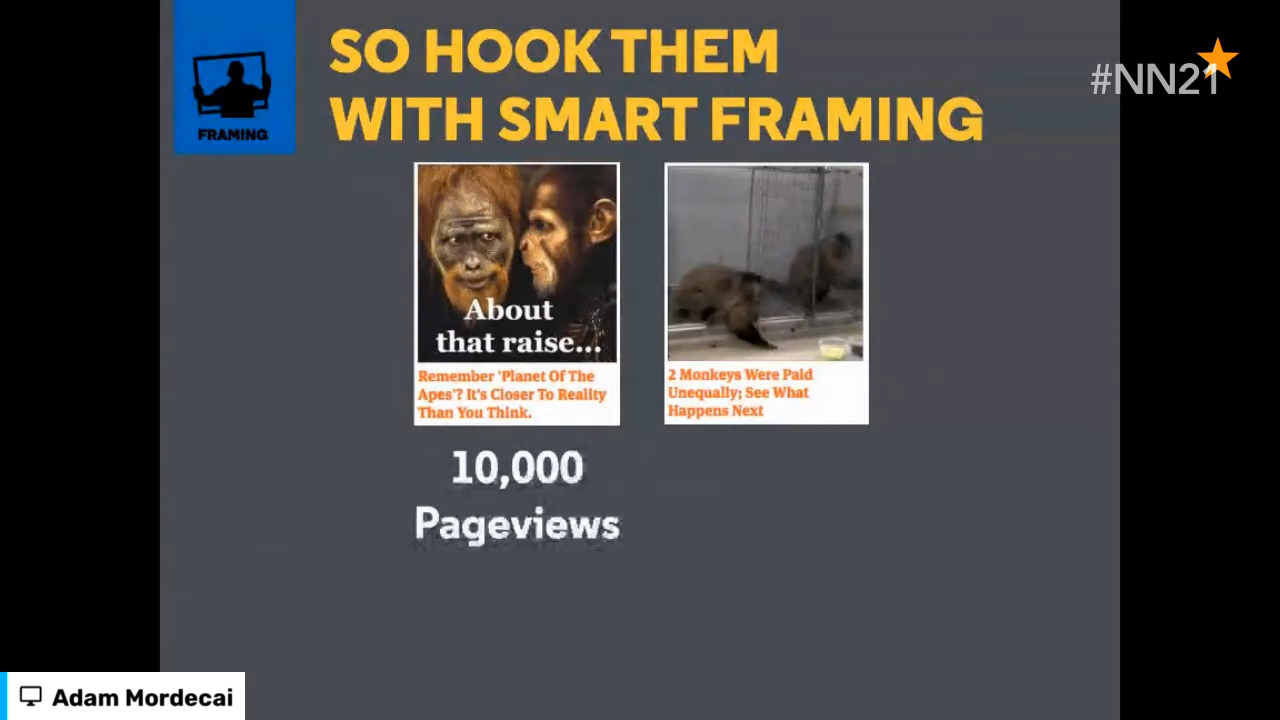 SO HOOK THEM
WITH SMART FRAMING
#NN21
FRAMING
About
that raise...
Remember 'Planet Of The
Apes'? It's Closer To Reality
Than You Think.
2 Monkeys Were Paid
Unequally; See What
Happens Next
10,000
Pageviews
Adam Mordecai